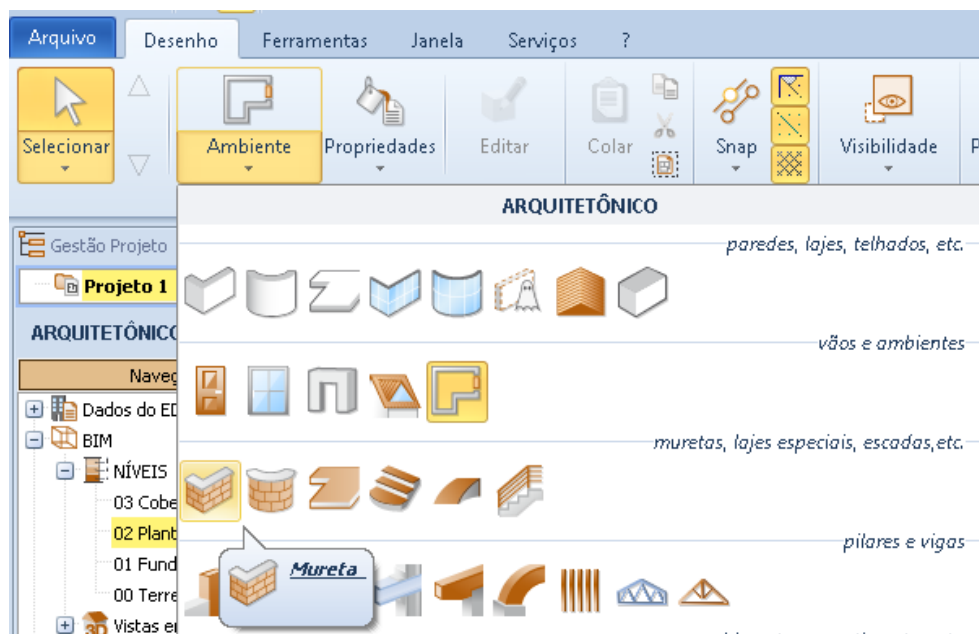 Arquivo Desenho Ferramentas Janela Serviços ?
Selecionar Ambiente Propriedades Editar Colar Snap Visibilidade
ARQUITETÔNICO
Gestão Projeto
paredes, lajes, telhados, etc.
Projeto 1
ARQUITETÔNICO
vãos e ambientes
Naveg
Dados do ED
BIM
muretas, lajes especiais, escadas,etc.
NÍVEIS
03 Cobe
02 Plant
pilares e vigas
01 Fund
Mureta
00 Terre
3D Vistas e